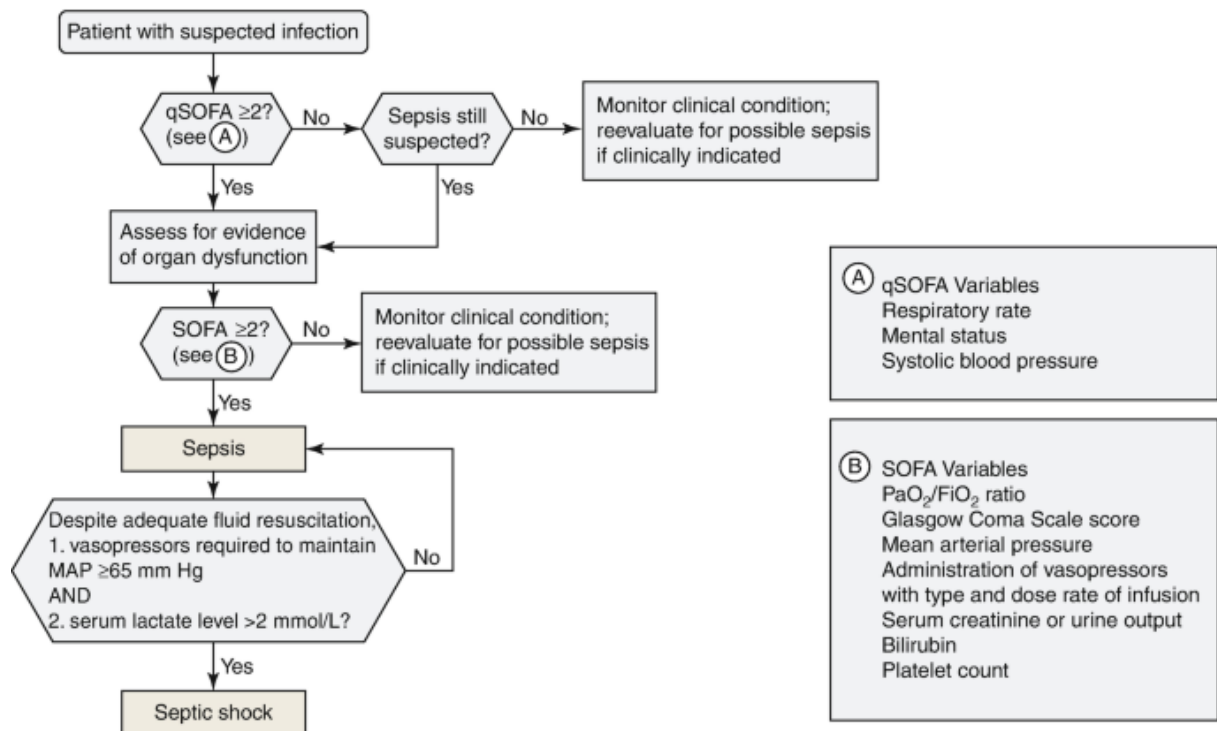 Patient with suspected infection
qSOFA ≥2?
(see Ⓐ)
No
Sepsis still
suspected?
No
Monitor clinical condition;
reevaluate for possible sepsis
if clinically indicated
Yes
Yes
Assess for evidence
of organ dysfunction
SOFA ≥2?
(see Ⓑ)
No
Monitor clinical condition;
reevaluate for possible sepsis
if clinically indicated
Yes
Sepsis
Despite adequate fluid resuscitation,
1. vasopressors required to maintain
MAP ≥65 mm Hg
AND
2. serum lactate level >2 mmol/L?
No
Yes
Septic shock
Ⓐ qSOFA Variables
Respiratory rate
Mental status
Systolic blood pressure
Ⓑ SOFA Variables
PaO₂/FiO₂ ratio
Glasgow Coma Scale score
Mean arterial pressure
Administration of vasopressors
with type and dose rate of infusion
Serum creatinine or urine output
Bilirubin
Platelet count